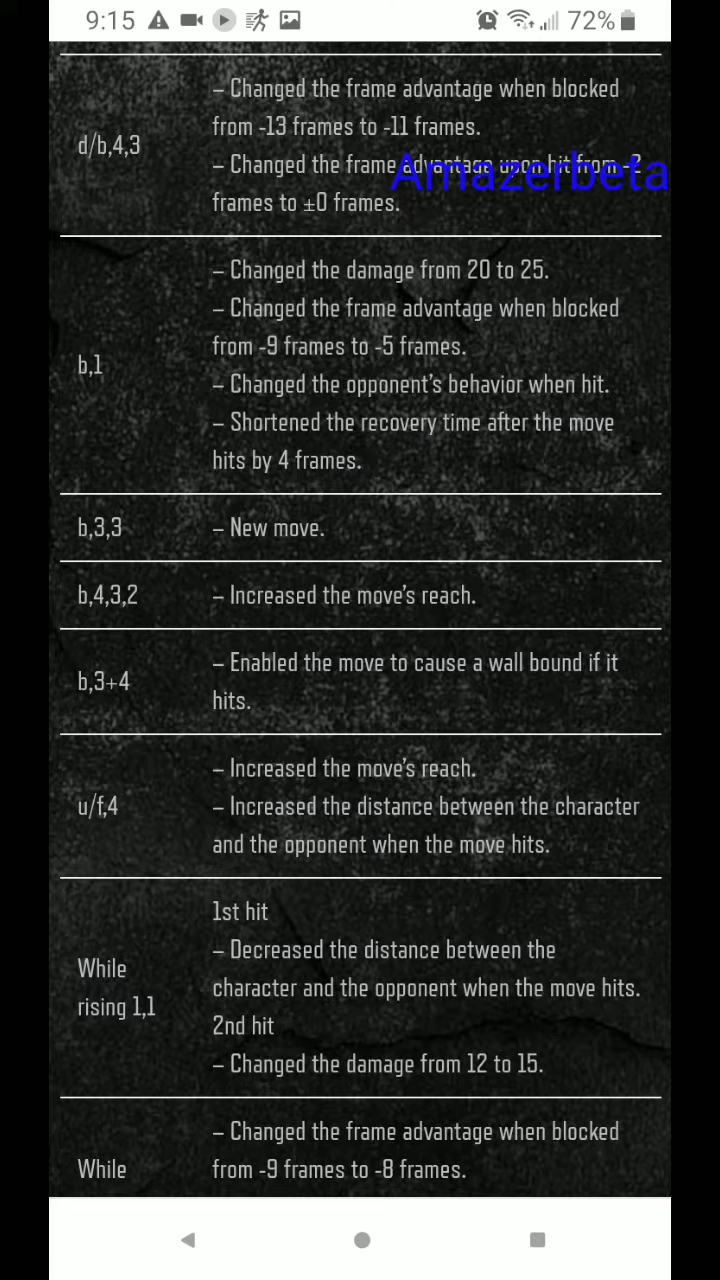 9:15
72%
– Changed the frame advantage when blocked
from -13 frames to -11 frames.
d/b,4,3
– Changed the frame advantage upon hit from -2
Amazerbeta
frames to ±0 frames.
– Changed the damage from 20 to 25.
– Changed the frame advantage when blocked
from -9 frames to -5 frames.
b,1
– Changed the opponent's behavior when hit.
– Shortened the recovery time after the move
hits by 4 frames.
b,3,3
– New move.
b,4,3,2
– Increased the move's reach.
b,3+4
– Enabled the move to cause a wall bound if it
hits.
– Increased the move's reach.
u/f,4
– Increased the distance between the character
and the opponent when the move hits.
1st hit
– Decreased the distance between the
While
rising 1,1
character and the opponent when the move hits.
2nd hit
– Changed the damage from 12 to 15.
– Changed the frame advantage when blocked
While
from -9 frames to -8 frames.